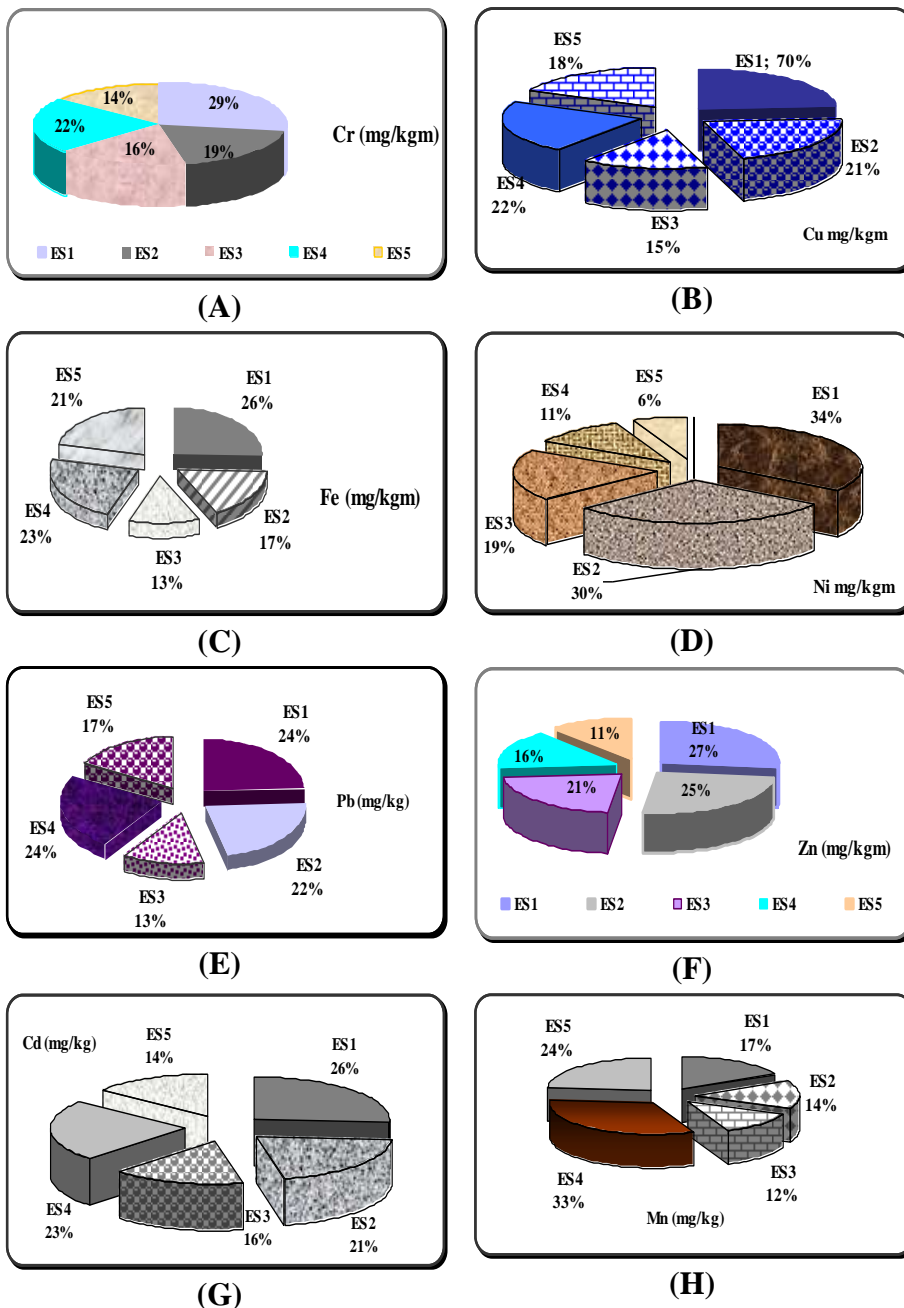 14%
29%
22%
16%
19%
Cr (mg/kgm)
ES1
ES2
ES3
ES4
ES5
(A)
ES5
18%
ES1; 70%
ES2
21%
ES4
22%
ES3
15%
Cu mg/kgm
(B)
ES5
21%
ES1
26%
Fe (mg/kgm)
ES4
23%
ES2
17%
ES3
13%
(C)
ES4
11%
ES5
6%
ES1
34%
ES3
19%
ES2
30%
Ni mg/kgm
(D)
ES5
17%
ES1
24%
Pb (mg/kg)
ES4
24%
ES2
22%
ES3
13%
(E)
11%
ES1
27%
16%
21%
25%
Zn (mg/kgm)
ES1
ES2
ES3
ES4
ES5
(F)
Cd (mg/kg)
ES5
14%
ES1
26%
ES4
23%
ES3
16%
ES2
21%
(G)
ES5
24%
ES1
17%
ES2
14%
ES4
33%
ES3
12%
Mn (mg/kg)
(H)